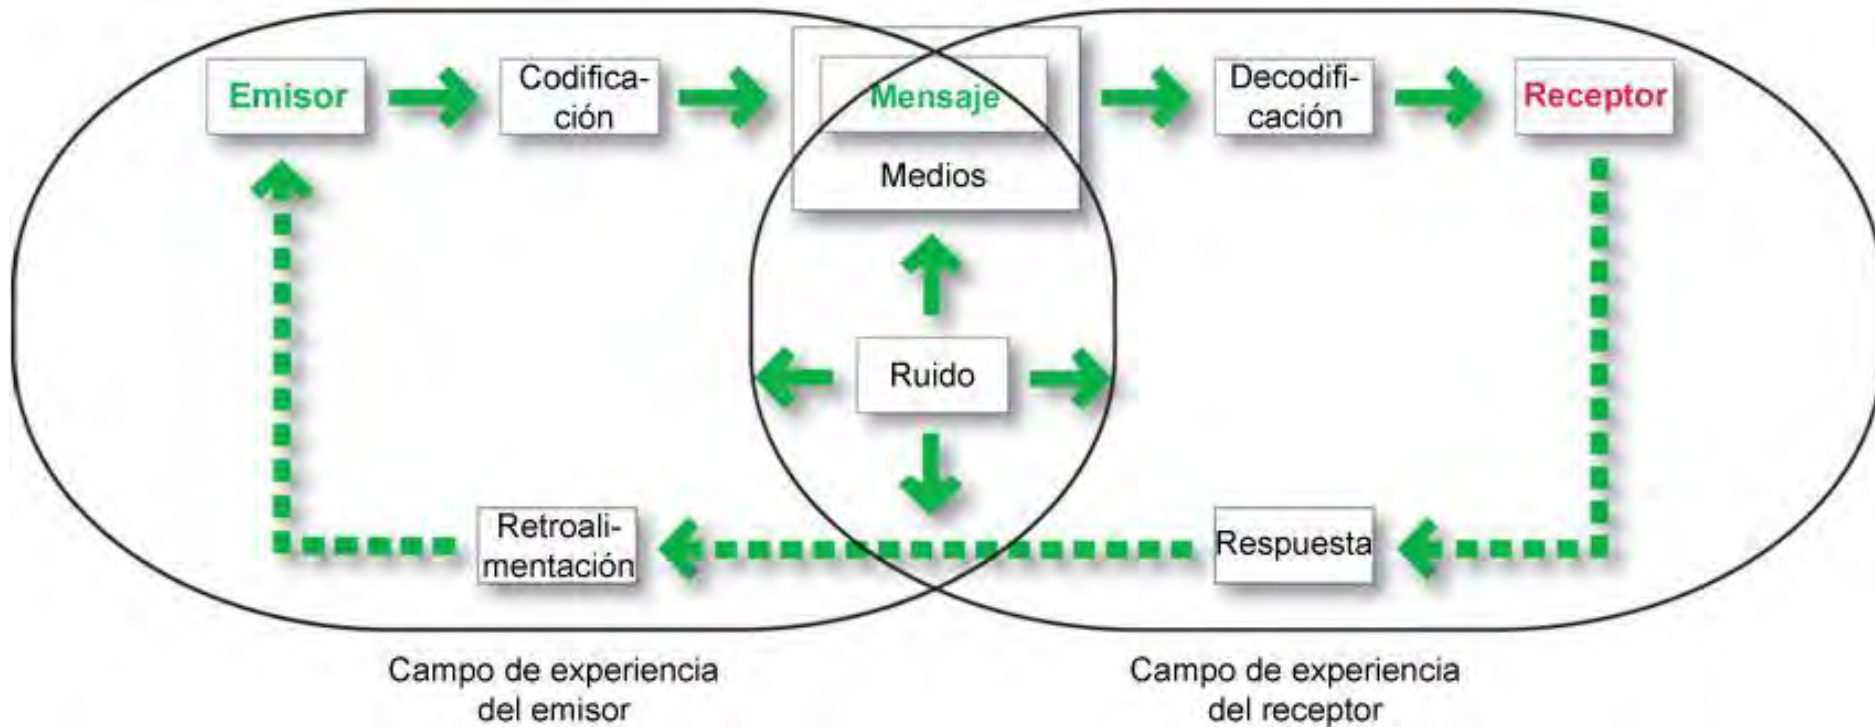 Emisor
Codifica-
ción
Mensaje
Medios
Decodifi-
cación
Receptor
Ruido
Retroali-
mentación
Respuesta
Campo de experiencia
del emisor
Campo de experiencia
del receptor